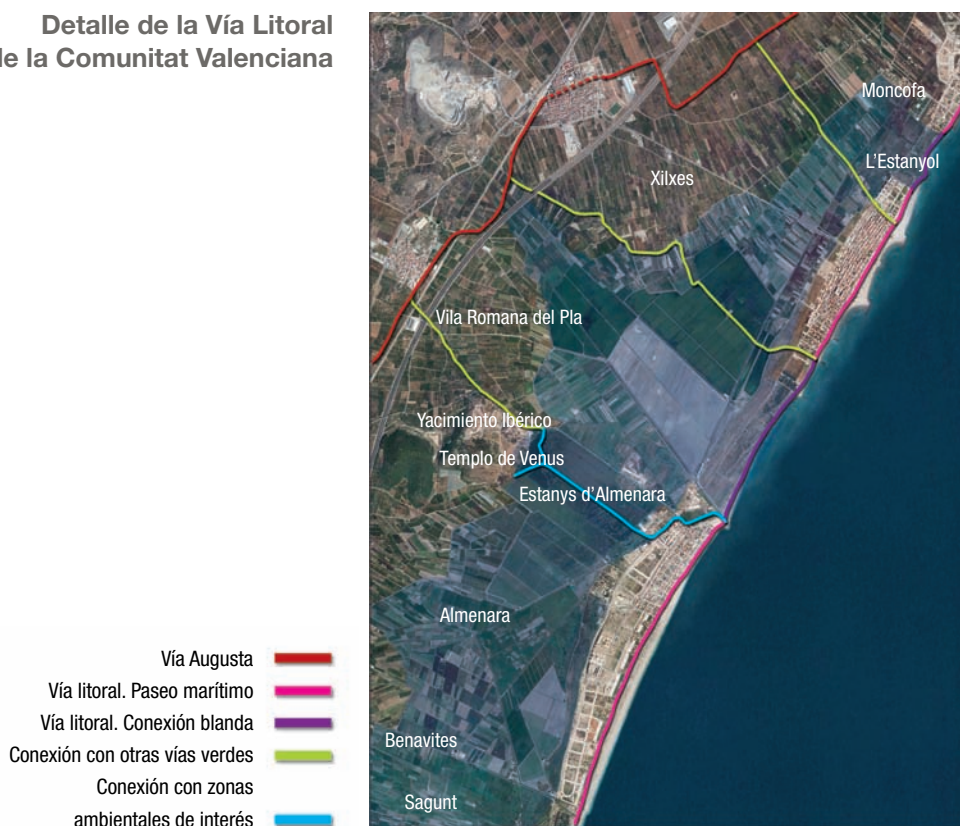 Detalle de la Vía Litoral
de la Comunitat Valenciana
Moncofa
L'Estanyol
Xilxes
Vila Romana del Pla
Yacimiento Ibérico
Templo de Venus
Estanys d'Almenara
Almenara
Benavites
Sagunt
Vía Augusta
Vía litoral. Paseo marítimo
Vía litoral. Conexión blanda
Conexión con otras vías verdes
Conexión con zonas
ambientales de interés